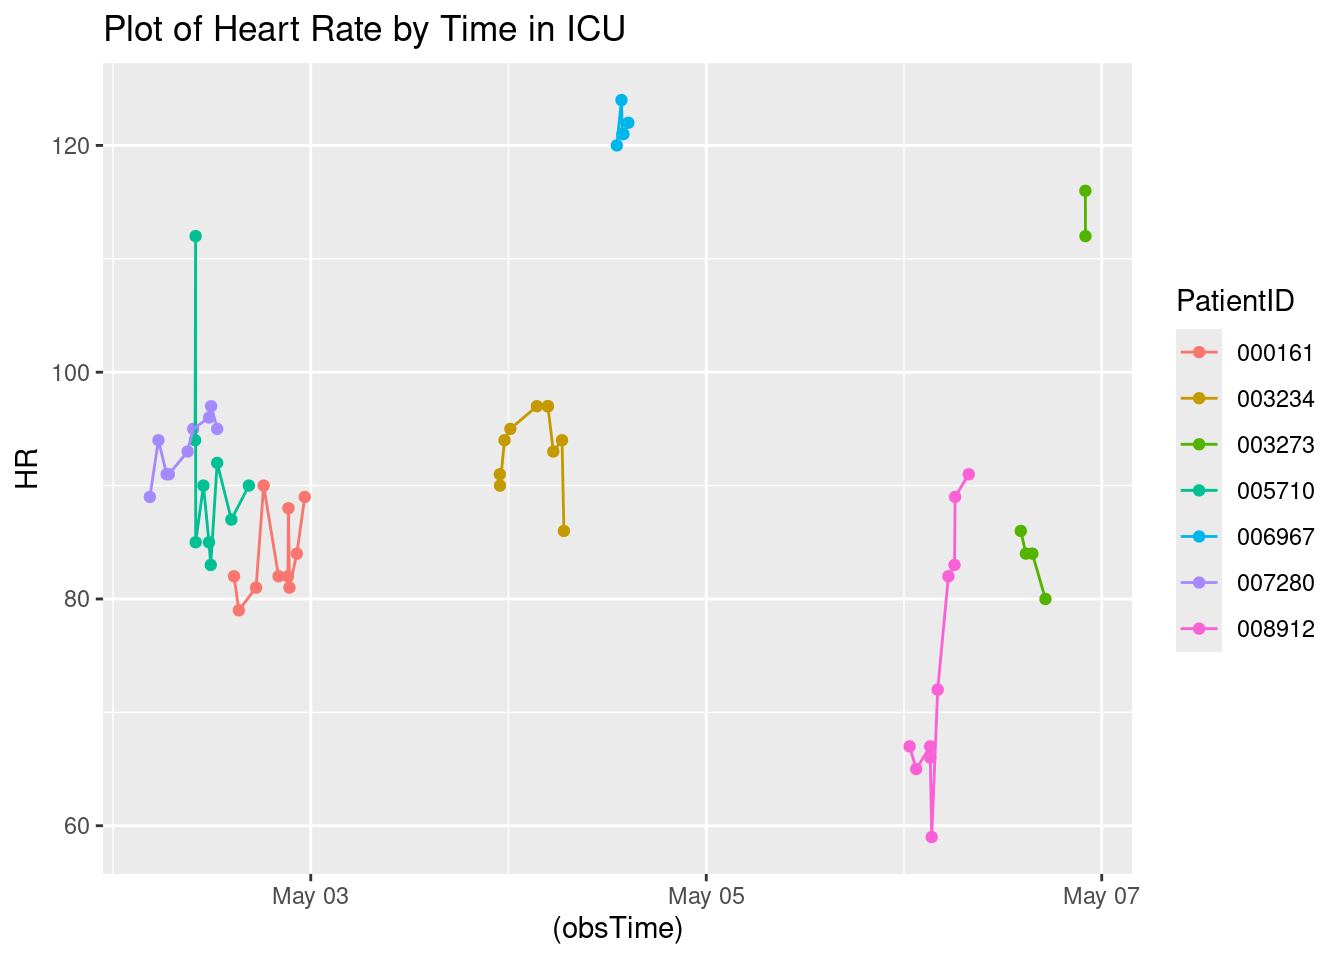 Plot of Heart Rate by Time in ICU
HR
120
100
80
60
May 03
May 05
May 07
(obsTime)
PatientID
000161
003234
003273
005710
006967
007280
008912